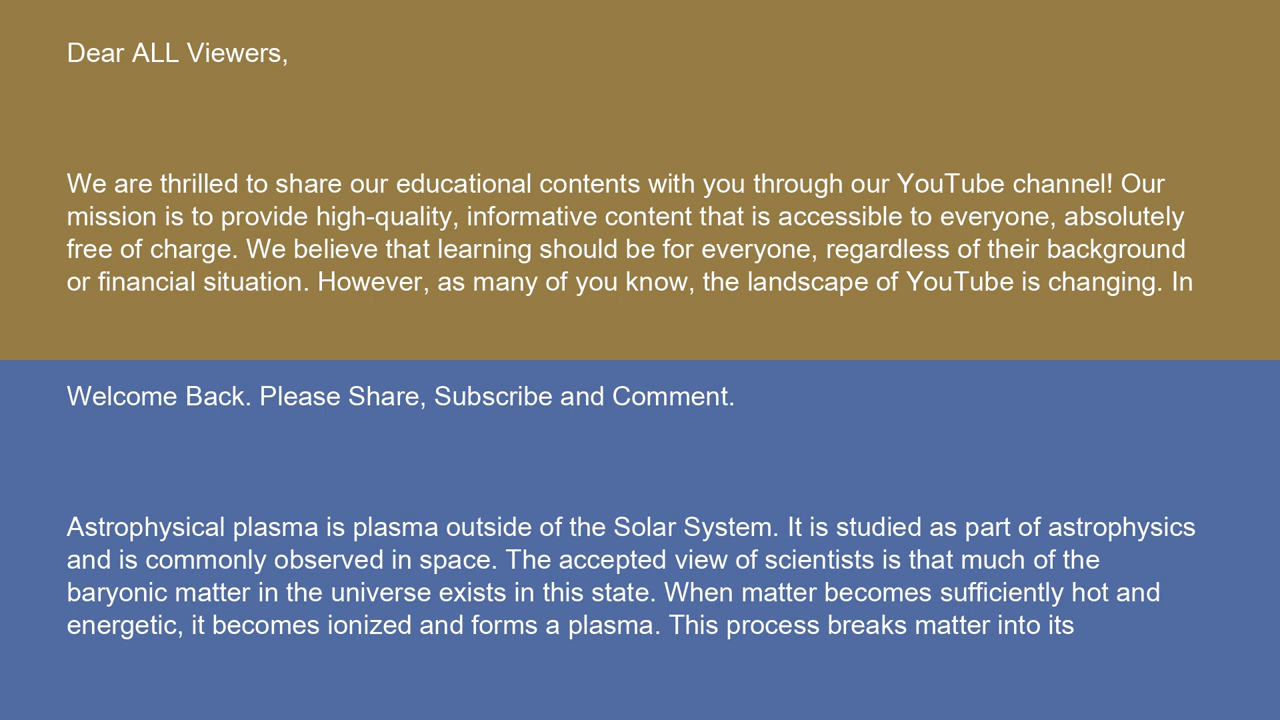 Dear ALL Viewers,
We are thrilled to share our educational contents with you through our YouTube channel! Our
mission is to provide high-quality, informative content that is accessible to everyone, absolutely
free of charge. We believe that learning should be for everyone, regardless of their background
or financial situation. However, as many of you know, the landscape of YouTube is changing. In
Welcome Back. Please Share, Subscribe and Comment.
Astrophysical plasma is plasma outside of the Solar System. It is studied as part of astrophysics
and is commonly observed in space. The accepted view of scientists is that much of the
baryonic matter in the universe exists in this state. When matter becomes sufficiently hot and
energetic, it becomes ionized and forms a plasma. This process breaks matter into its